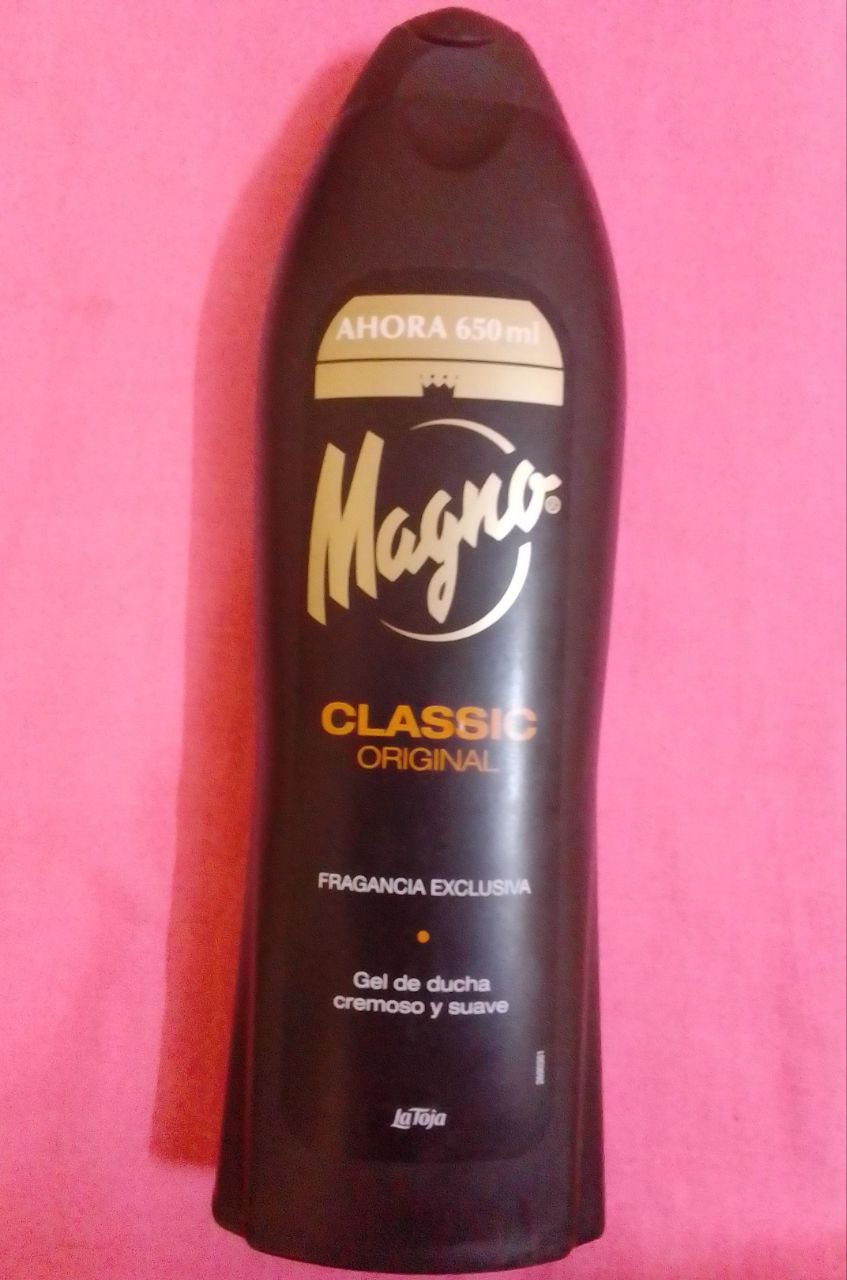 AHORA 650 ml
Magno®
CLASSIC
ORIGINAL
FRAGANCIA EXCLUSIVA
Gel de ducha
cremoso y suave
La Toja